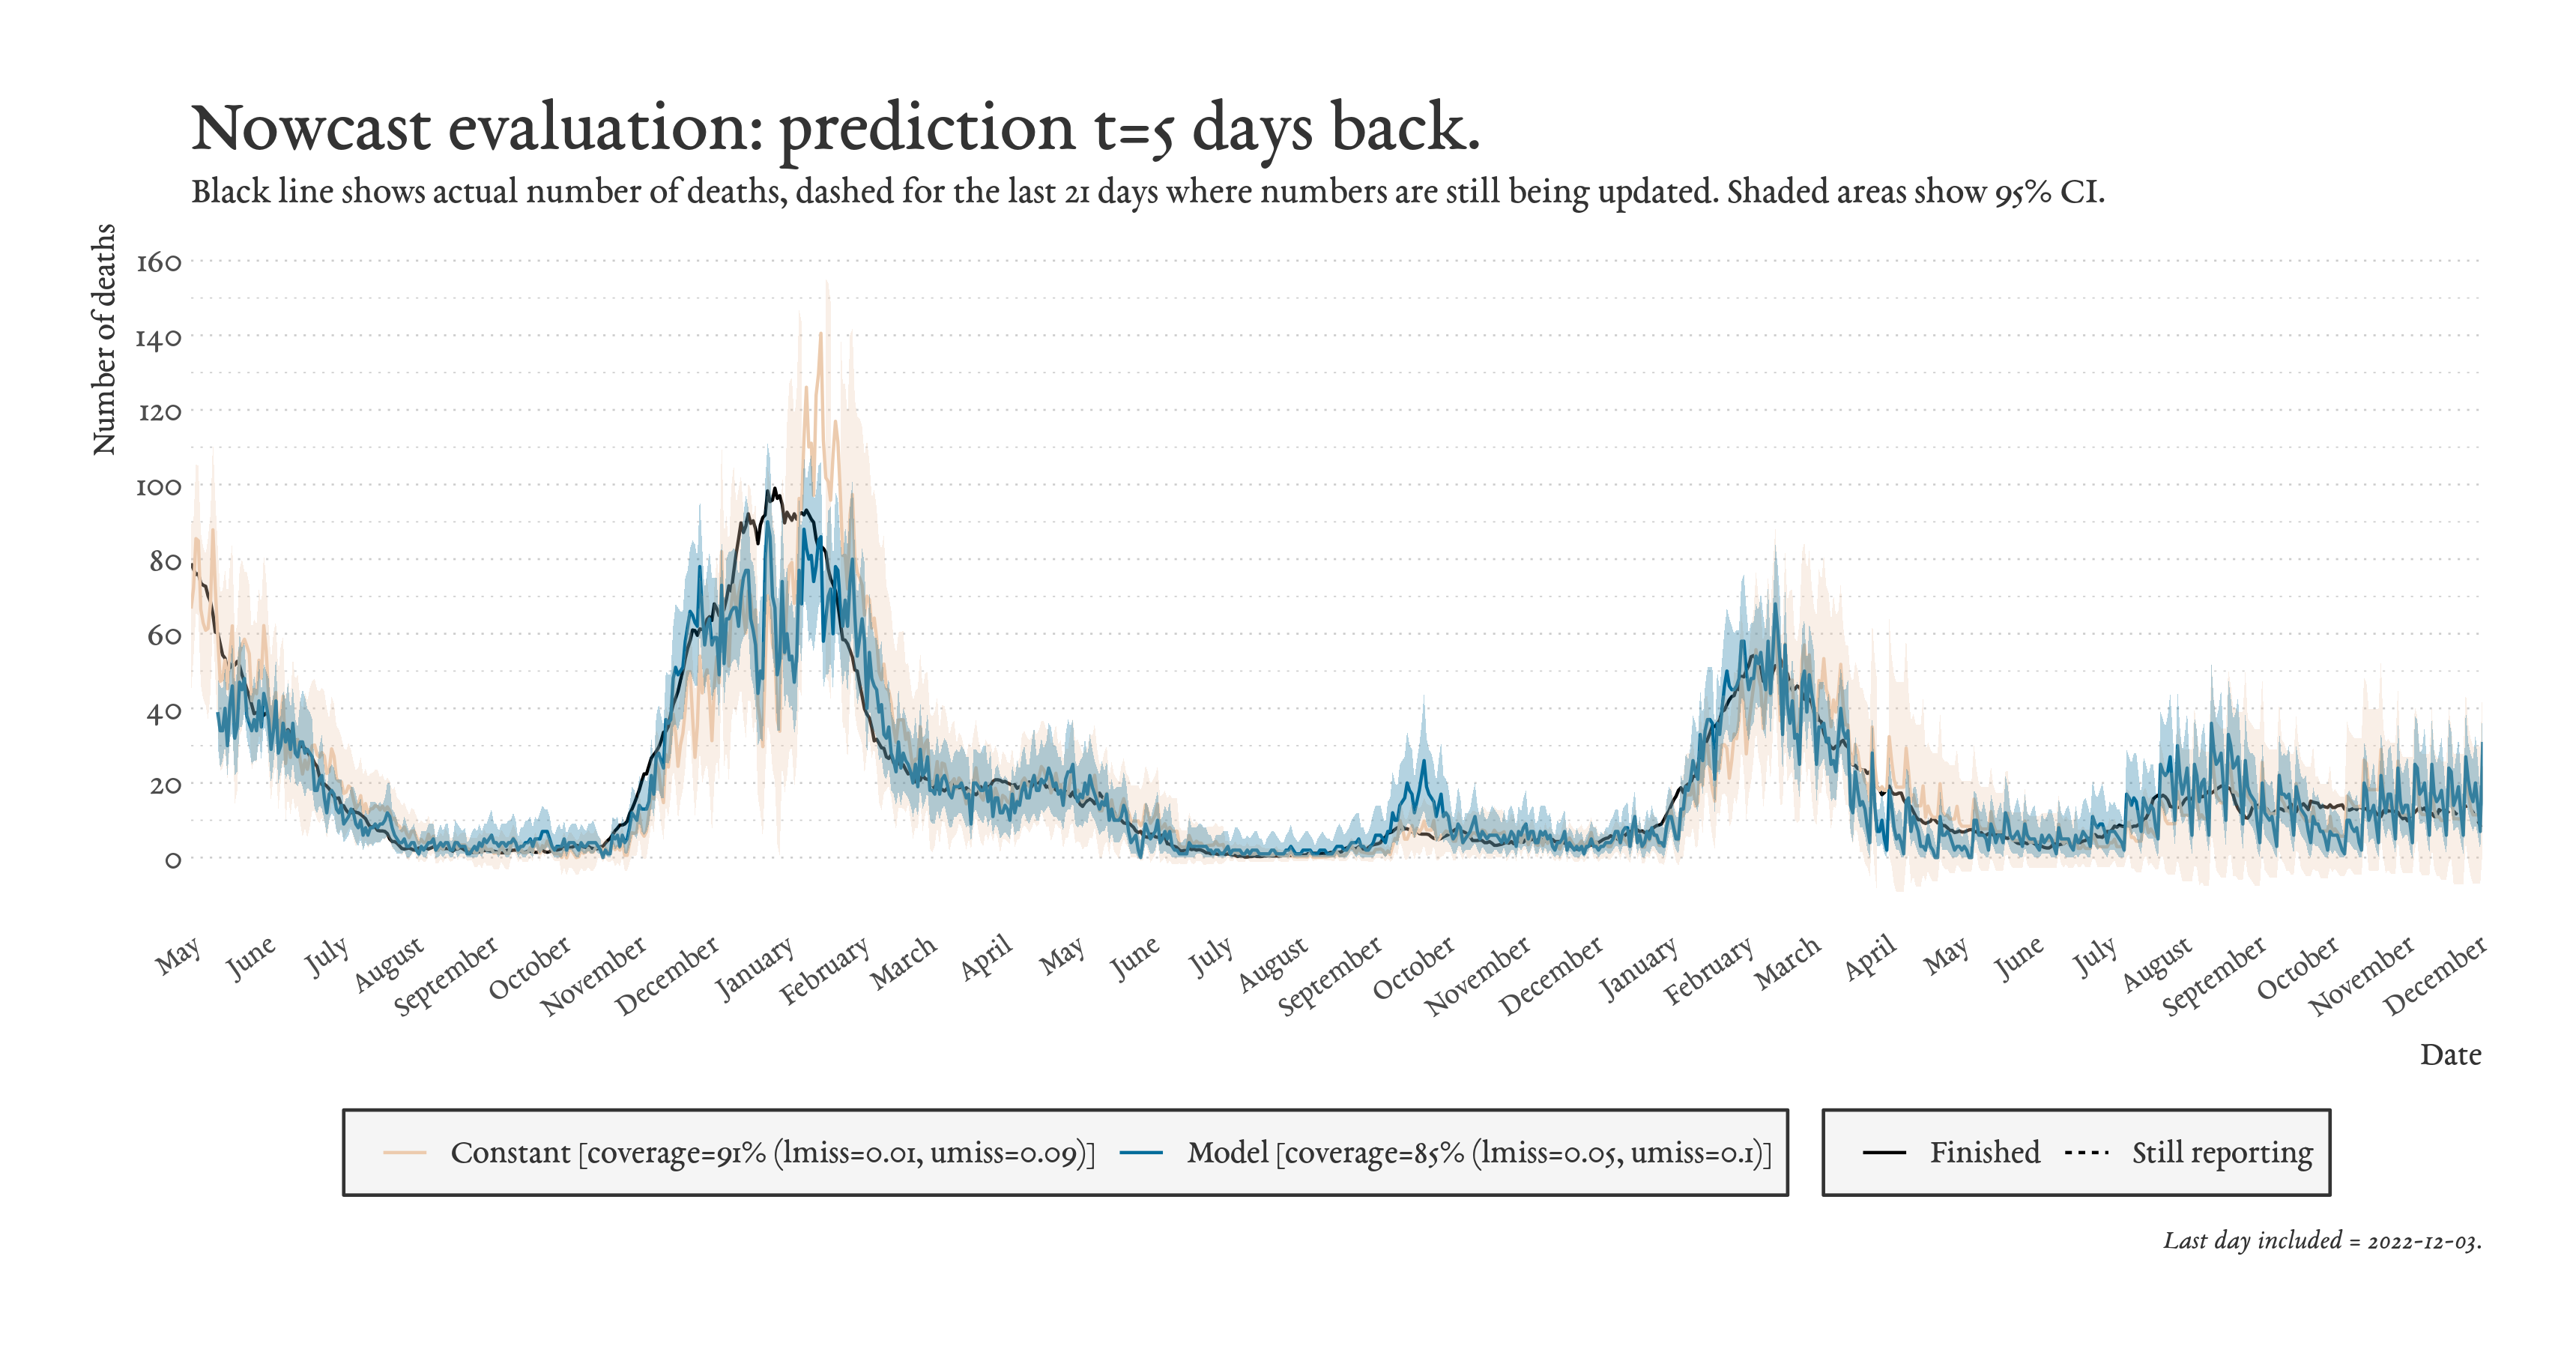 Nowcast evaluation: prediction t=5 days back.
Black line shows actual number of deaths, dashed for the last 21 days where numbers are still being updated. Shaded areas show 95% CI.
Number of deaths
160
140
120
100
80
60
40
20
0
May
June
July
August
September
October
November
December
January
February
March
April
May
June
July
August
September
October
November
December
January
February
March
April
May
June
July
August
September
October
November
December
Date
Constant [coverage=91% (lmiss=0.01, umiss=0.09)]
Model [coverage=85% (lmiss=0.05, umiss=0.1)]
Finished
Still reporting
Last day included = 2022-12-03.